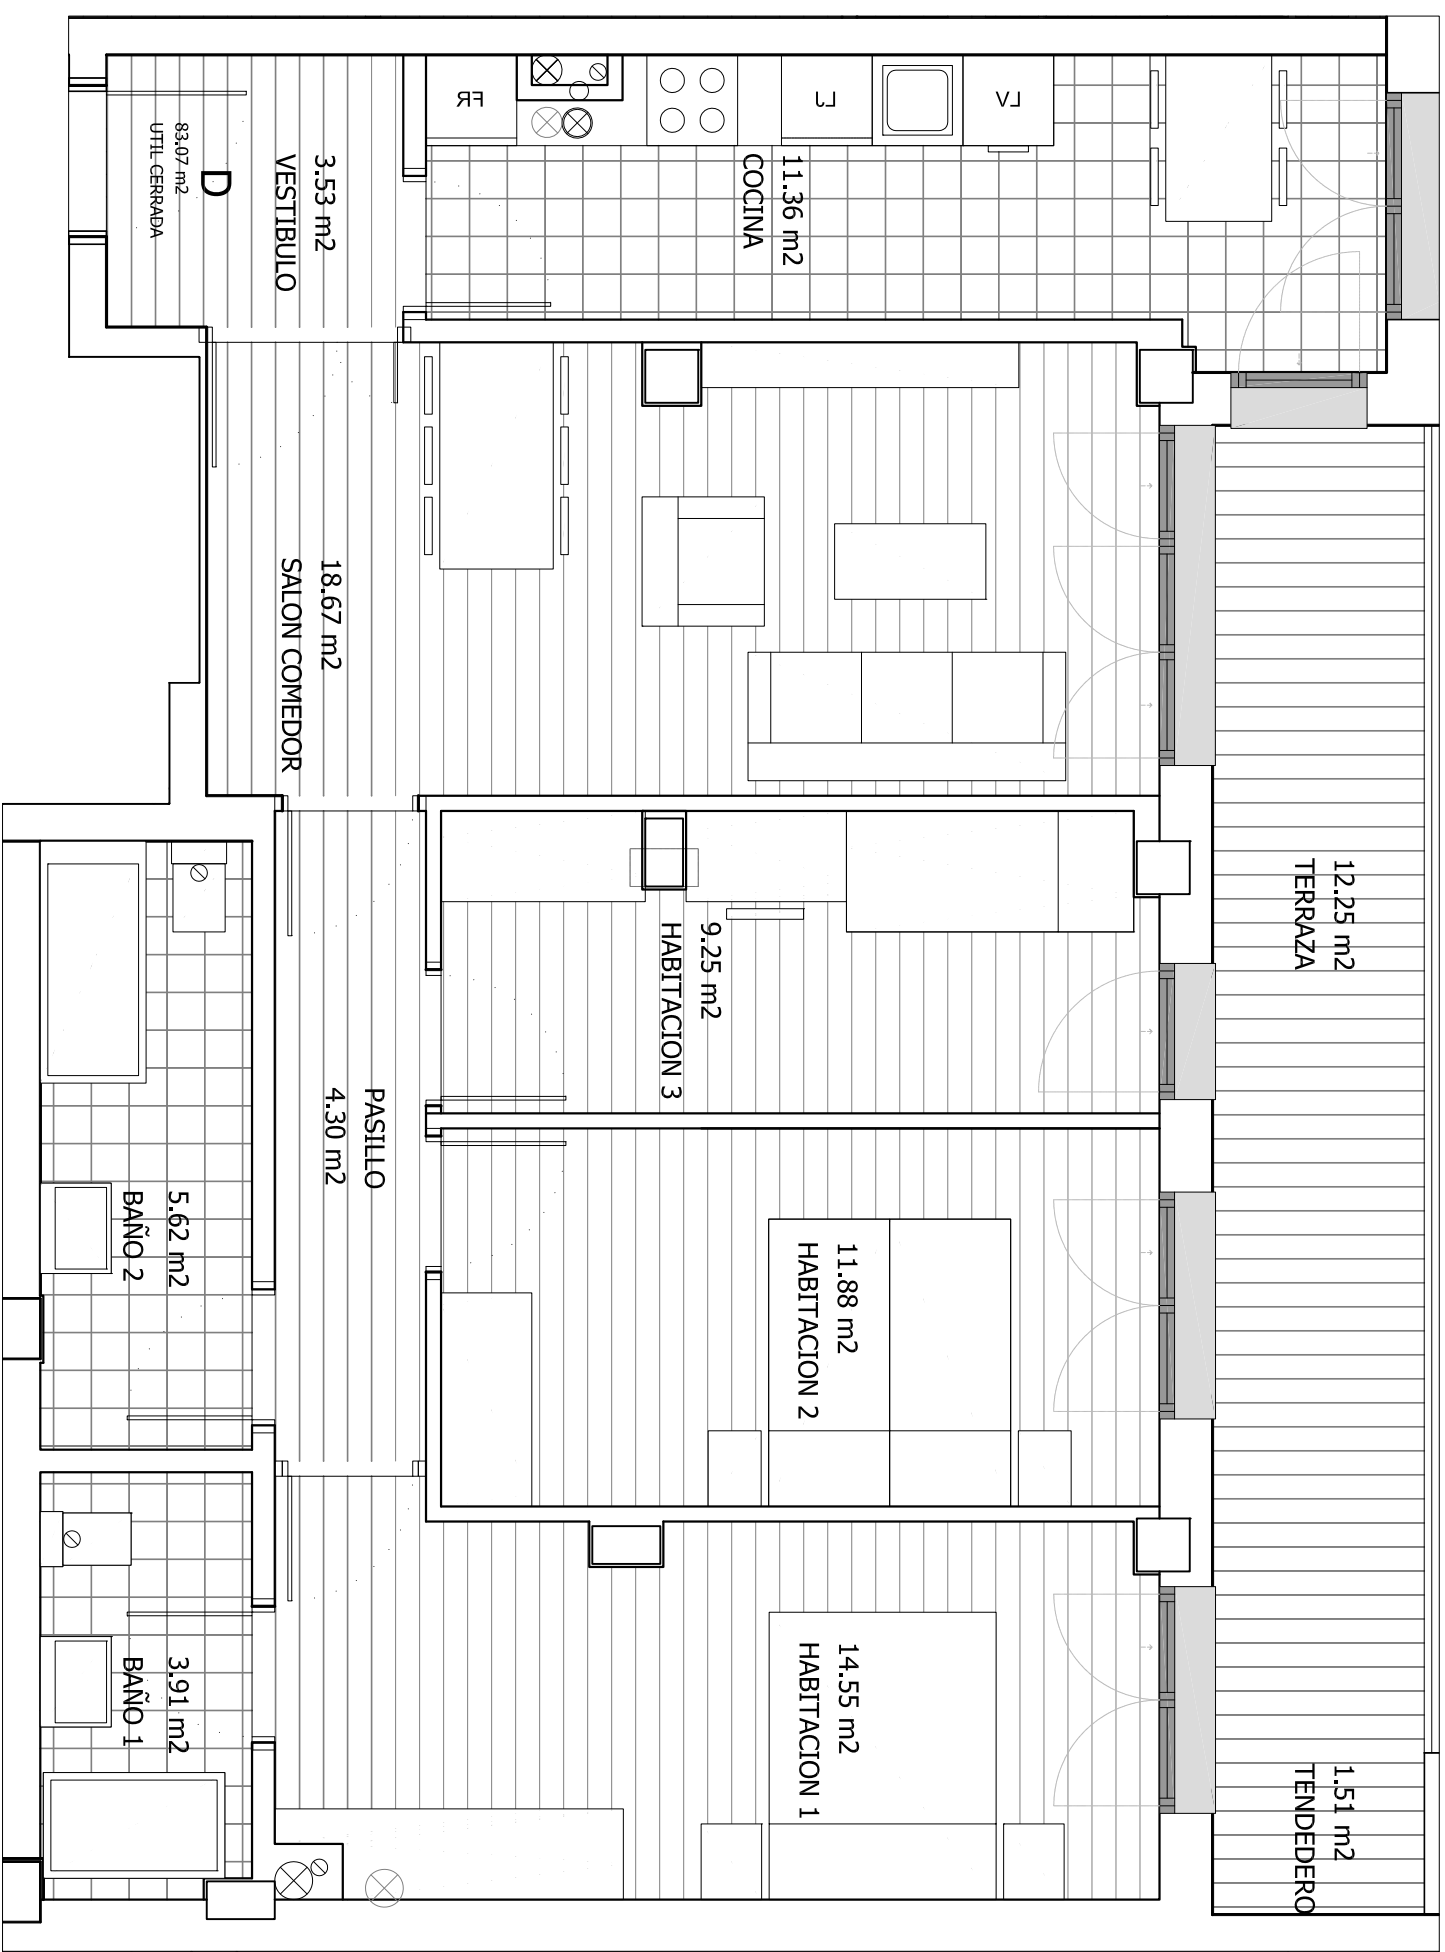 FR
LJ
LV
11.36 m2
COCINA
3.53 m2
VESTIBULO
D
83.07 m2
UTIL CERRADA
18.67 m2
SALON COMEDOR
12.25 m2
TERRAZA
9.25 m2
HABITACION 3
PASILLO
4.30 m2
5.62 m2
BAÑO 2
11.88 m2
HABITACION 2
14.55 m2
HABITACION 1
3.91 m2
BAÑO 1
1.51 m2
TENDEDERO